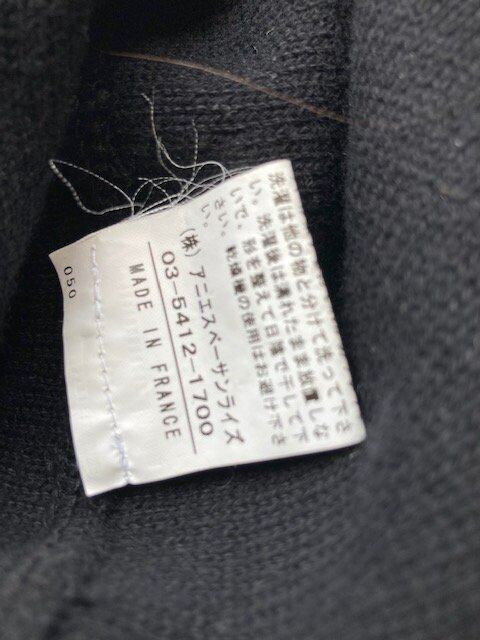 洗濯は他の物と分けて洗って下さ
い。洗濯後は濡れたまま放置しな
いで、形を整えて日陰で干して下
さい。乾燥機の使用はお避け下さ
い。
(株) アニエスベーサンライズ
03-5412-1700
MADE IN FRANCE
050